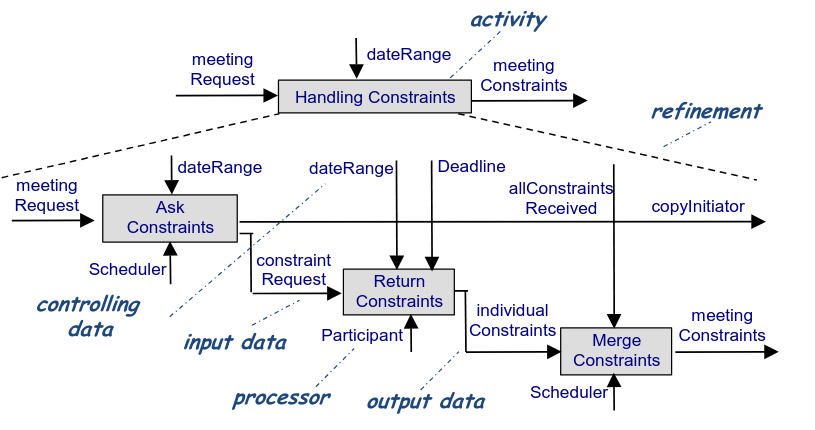 activity
meeting
Request
dateRange
meeting
Constraints
Handling Constraints
refinement
dateRange
dateRange
Deadline
meeting
Request
allConstraints
Received
copyInitiator
Ask
Constraints
Scheduler
constraint
Request
Return
Constraints
controlling
data
input data
Participant
individual
Constraints
meeting
Constraints
Merge
Constraints
processor
output data
Scheduler